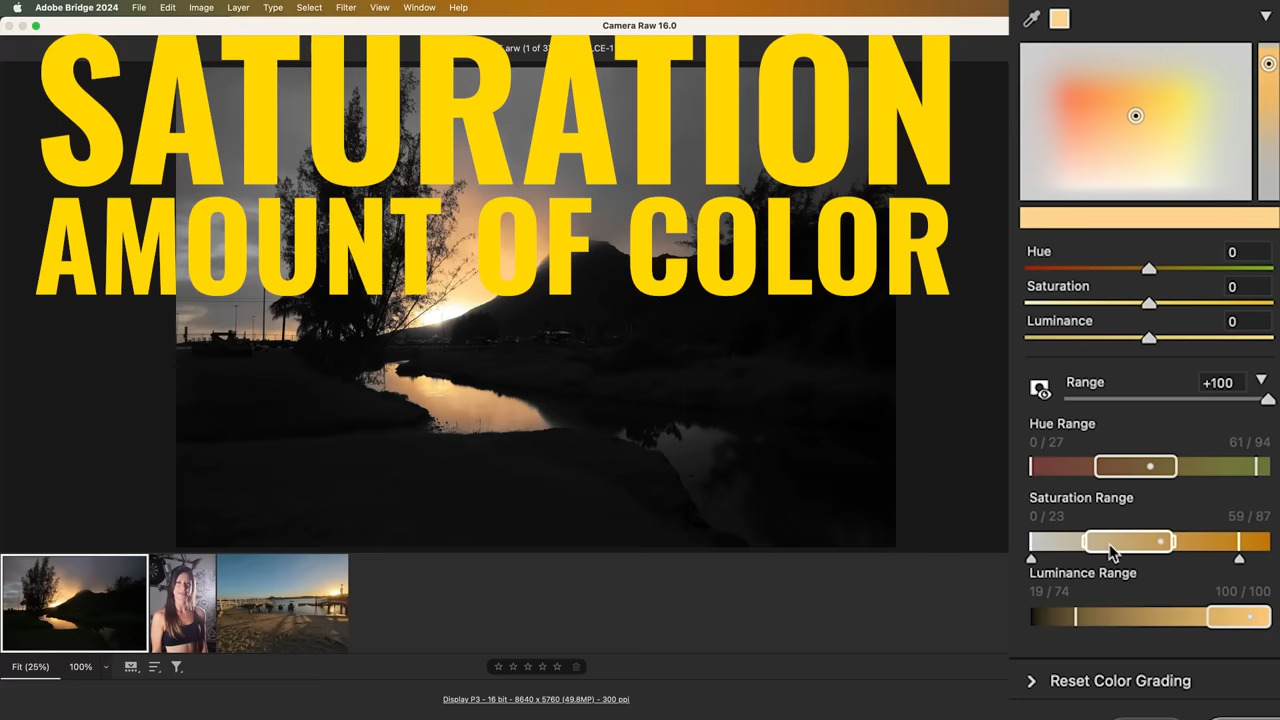 Adobe Bridge 2024 File Edit Image Layer Type Select Filter View Window Help
Camera Raw 16.0
SATURATION
AMOUNT OF COLOR
Hue 0
Saturation 0
Luminance 0
Range +100
Hue Range
0 / 27 61 / 94
Saturation Range
0 / 23 59 / 87
Luminance Range
19 / 74 100 / 100
Fit (25%) 100%
Reset Color Grading
Display P3 - 16 bit - 8640 x 5760 (49.8MP) - 300 ppi